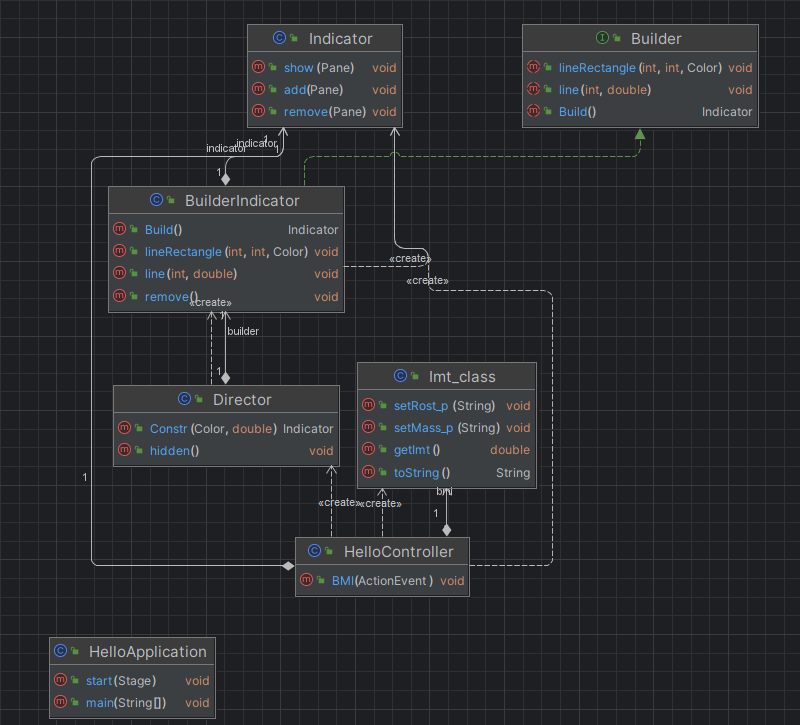 Indicator
show(Pane) void
add(Pane) void
remove(Pane) void
Builder
lineRectangle(int, int, Color) void
line(int, double) void
Build() Indicator
1
indicator
indicator
1
1
BuilderIndicator
Build() Indicator
lineRectangle(int, int, Color) void
line(int, double) void
remove() void
«create»
«create»
«create»
1
builder
1
Director
Constr(Color, double) Indicator
hidden() void
Imt_class
setRost_p(String) void
setMass_p(String) void
getImt() double
toString() String
1
«create»
«create»
1
HelloController
BMI(ActionEvent) void
HelloApplication
start(Stage) void
main(String[]) void